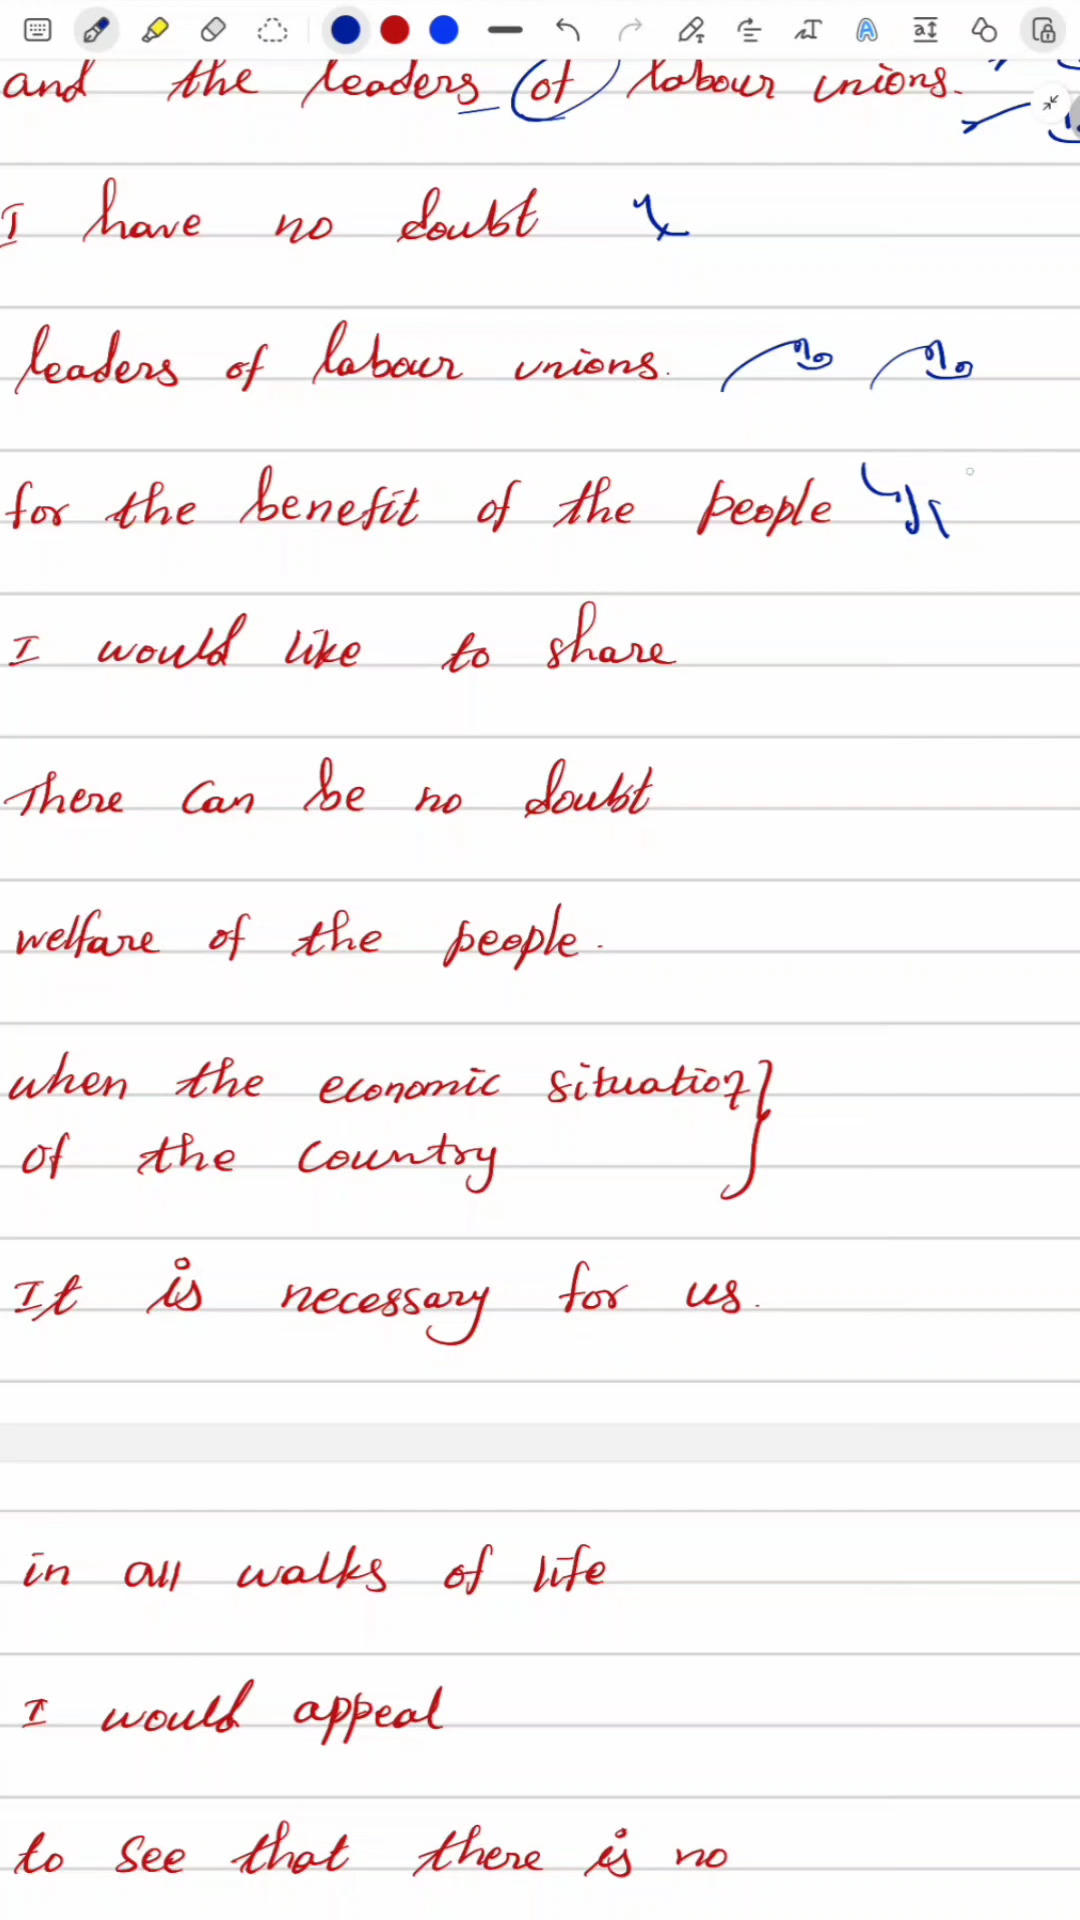 and the leaders of labour unions.
I have no doubt
leaders of labour unions.
for the benefit of the people
I would like to share
There can be no doubt
welfare of the people.
when the economic situation
of the country
It is necessary for us.
in all walks of life
I would appeal
to see that there is no